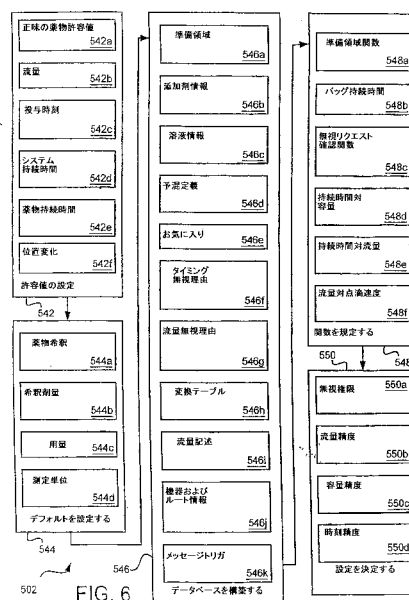 正味の薬物許容値
542a
流量
542b
投与時刻
542c
システム
持続時間
542d
薬物持続時間
542e
位置変化
542f
許容値の設定
542
薬物希釈
544a
希釈剤量
544b
用量
544c
測定単位
544d
デフォルトを設定する
544
502
FIG. 6
準備領域
546a
添加剤情報
546b
溶液情報
546c
予混定義
546d
お気に入り
546e
タイミング
無視理由
546f
流量無視理由
546g
変換テーブル
546h
流量記述
546i
機器および
ルート情報
546j
メッセージトリガ
546k
546
データベースを構築する
準備領域関数
548a
バッグ持続時間
548b
無視リクエスト
確認関数
548c
持続時間対
容量
548d
持続時間対流量
548e
流量対点滴速度
548f
関数を規定する
548
550
無視権限
550a
流量精度
550b
容量精度
550c
時刻精度
550d
設定を決定する